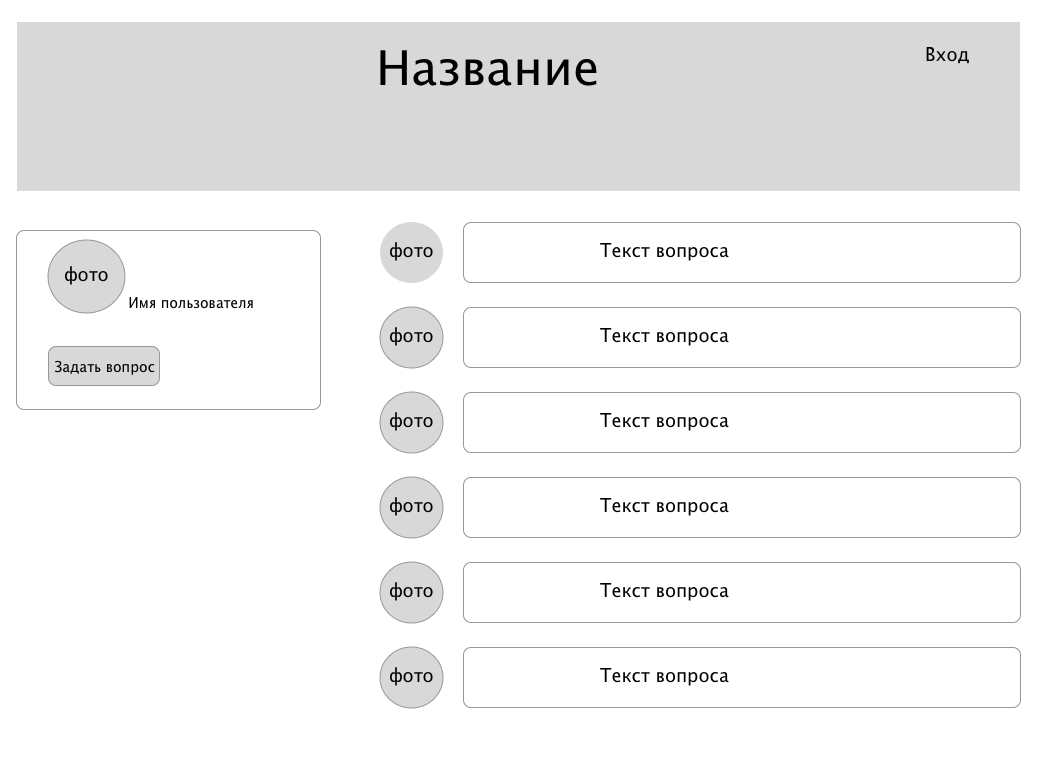 Название
Вход
фото
Имя пользователя
Задать вопрос
фото
Текст вопроса
фото
Текст вопроса
фото
Текст вопроса
фото
Текст вопроса
фото
Текст вопроса
фото
Текст вопроса